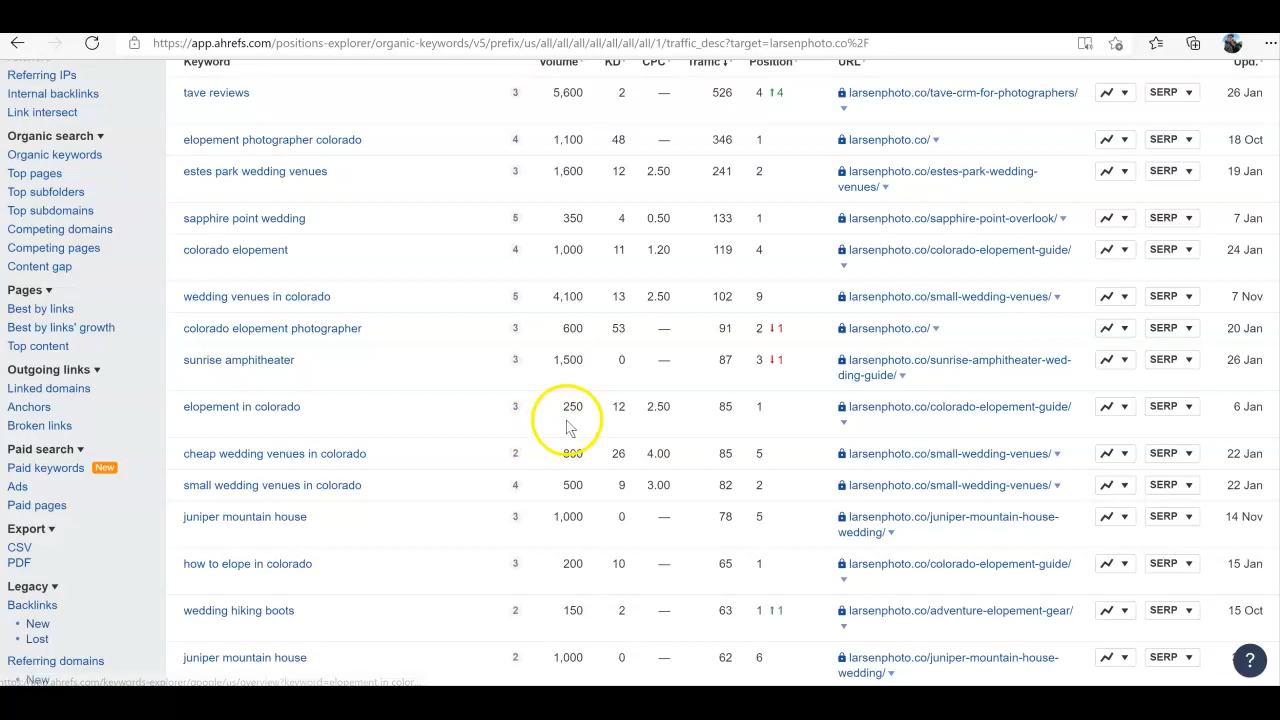 https://app.ahrefs.com/positions-explorer/organic-keywords/v5/prefix/us/all/all/all/all/all/all/all/1/traffic_desc?target=larsenphoto.co%2F
Referring IPs
Internal backlinks
Link intersect
Organic search
Organic keywords
Top pages
Top subfolders
Top subdomains
Competing domains
Competing pages
Content gap
Pages
Best by links
Best by links' growth
Top content
Outgoing links
Linked domains
Anchors
Broken links
Paid search
Paid keywords New
Ads
Paid pages
Export
CSV
PDF
Legacy
Backlinks
• New
• Lost
Referring domains
• New
Keyword Volume KD CPC Traffic Position URL Upd.
tave reviews 3 5,600 2 — 526 4 ↑4 larsenphoto.co/tave-crm-for-photographers/ SERP 26 Jan
elopement photographer colorado 4 1,100 48 — 346 1 larsenphoto.co/ SERP 18 Oct
estes park wedding venues 3 1,600 12 2.50 241 2 larsenphoto.co/estes-park-wedding- SERP 19 Jan
venues/
sapphire point wedding 5 350 4 0.50 133 1 larsenphoto.co/sapphire-point-overlook/ SERP 7 Jan
colorado elopement 4 1,000 11 1.20 119 4 larsenphoto.co/colorado-elopement-guide/ SERP 24 Jan
wedding venues in colorado 5 4,100 13 2.50 102 9 larsenphoto.co/small-wedding-venues/ SERP 7 Nov
colorado elopement photographer 3 600 53 — 91 2 ↓1 larsenphoto.co/ SERP 20 Jan
sunrise amphitheater 3 1,500 0 — 87 3 ↓1 larsenphoto.co/sunrise-amphitheater-wed- SERP 26 Jan
ding-guide/
elopement in colorado 3 250 12 2.50 85 1 larsenphoto.co/colorado-elopement-guide/ SERP 6 Jan
cheap wedding venues in colorado 2 800 26 4.00 85 5 larsenphoto.co/small-wedding-venues/ SERP 22 Jan
small wedding venues in colorado 4 500 9 3.00 82 2 larsenphoto.co/small-wedding-venues/ SERP 22 Jan
juniper mountain house 3 1,000 0 — 78 5 larsenphoto.co/juniper-mountain-house- SERP 14 Nov
wedding/
how to elope in colorado 3 200 10 — 65 1 larsenphoto.co/colorado-elopement-guide/ SERP 15 Jan
wedding hiking boots 2 150 2 — 63 1 ↑1 larsenphoto.co/adventure-elopement-gear/ SERP 15 Oct
juniper mountain house 2 1,000 0 — 62 6 larsenphoto.co/juniper-mountain-house- SERP
wedding/
?